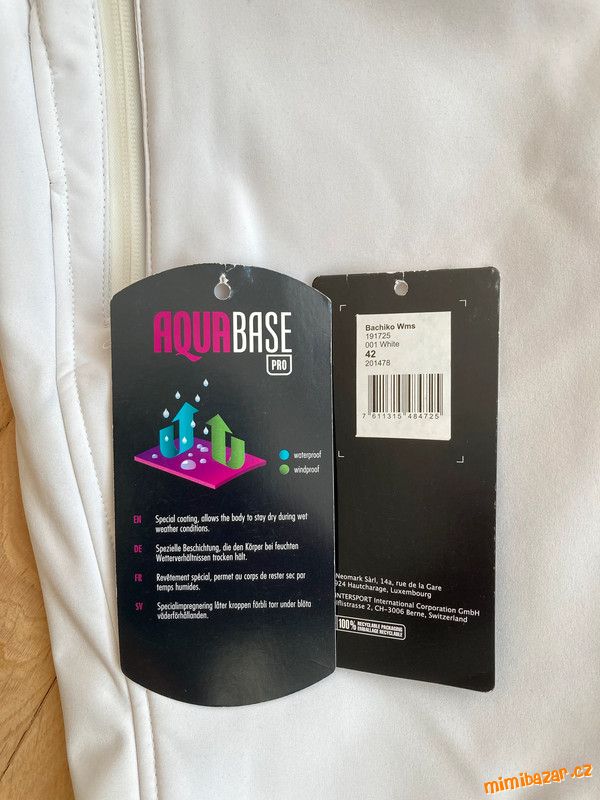 AQUABASE
PRO
waterproof
windproof
EN Special coating, allows the body to stay dry during wet
weather conditions.
DE Spezielle Beschichtung, die den Körper bei feuchten
Wetterverhältnissen trocken hält.
FR Revêtement spécial, permet au corps de rester sec par
temps humides.
SV Specialimpregnering låter kroppen förbli torr under blöta
väderförhållanden.
Bachiko Wms
191725
001 White
42
201478
7 611315 484725
Neomark Sàrl, 14a, rue de la Gare
924 Hautcharage, Luxembourg
INTERSPORT International Corporation GmbH
lflistrasse 2, CH-3006 Berne, Switzerland
100% RECYCLABLE PACKAGING
EMBALLAGE RECYCLABLE
mimibazar.cz